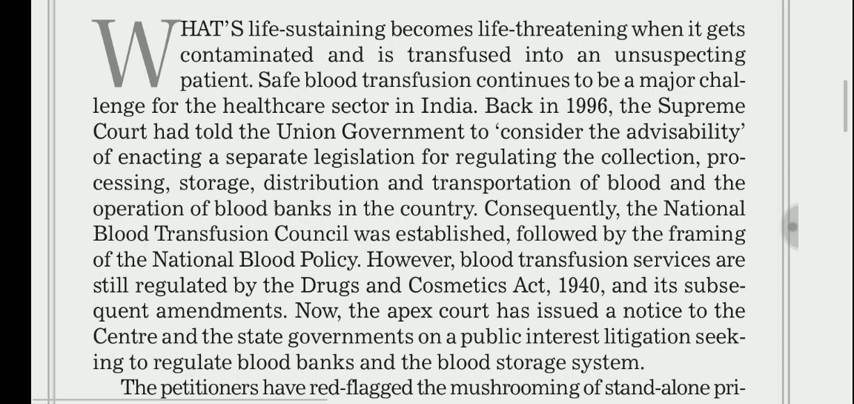 WHAT'S life-sustaining becomes life-threatening when it gets
contaminated and is transfused into an unsuspecting
patient. Safe blood transfusion continues to be a major chal-
lenge for the healthcare sector in India. Back in 1996, the Supreme
Court had told the Union Government to ‘consider the advisability’
of enacting a separate legislation for regulating the collection, pro-
cessing, storage, distribution and transportation of blood and the
operation of blood banks in the country. Consequently, the National
Blood Transfusion Council was established, followed by the framing
of the National Blood Policy. However, blood transfusion services are
still regulated by the Drugs and Cosmetics Act, 1940, and its subse-
quent amendments. Now, the apex court has issued a notice to the
Centre and the state governments on a public interest litigation seek-
ing to regulate blood banks and the blood storage system.
The petitioners have red-flagged the mushrooming of stand-alone pri-